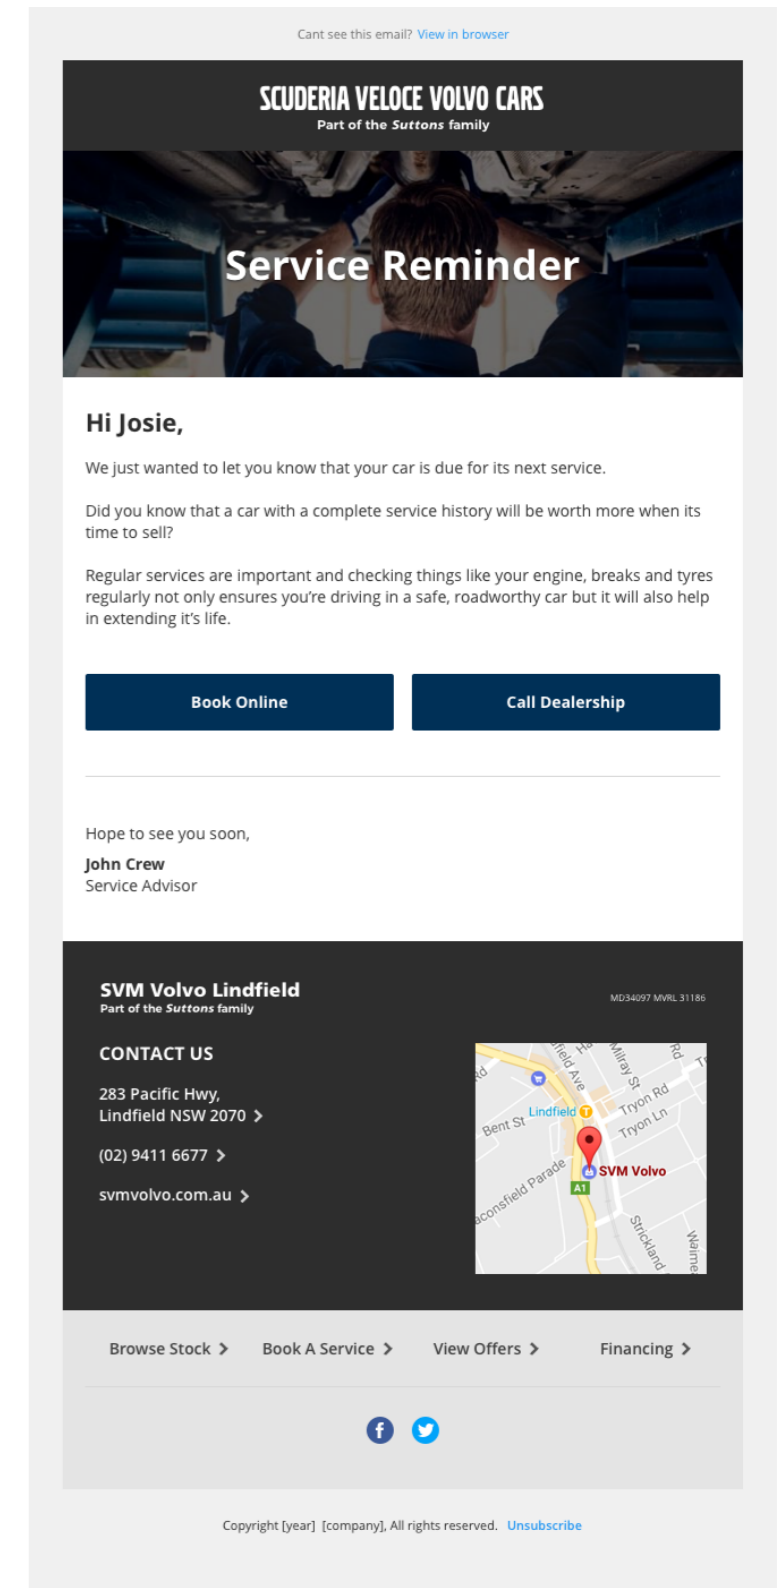 Cant see this email? View in browser
SCUDERIA VELOCE VOLVO CARS
Part of the Suttons family
Service Reminder
Hi Josie,
We just wanted to let you know that your car is due for its next service.
Did you know that a car with a complete service history will be worth more when its
time to sell?
Regular services are important and checking things like your engine, breaks and tyres
regularly not only ensures you’re driving in a safe, roadworthy car but it will also help
in extending it’s life.
Book Online
Call Dealership
Hope to see you soon,
John Crew
Service Advisor
SVM Volvo Lindfield
Part of the Suttons family
MD34097 MVRL 31186
CONTACT US
283 Pacific Hwy,
Lindfield NSW 2070
(02) 9411 6677
svmvolvo.com.au
Milray St
Rd
Tryon Rd
Tryon Ln
Lindfield
Bent St
SVM Volvo
A1
Strickland
Browse Stock
Book A Service
View Offers
Financing
Copyright [year] [company], All rights reserved. Unsubscribe